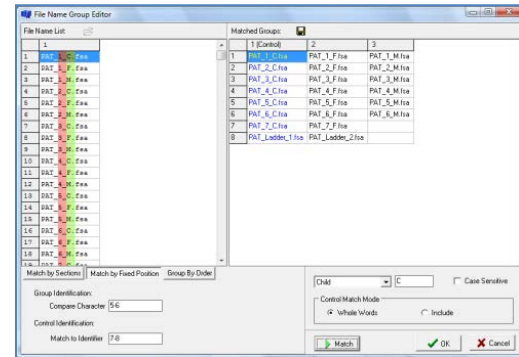 File Name Group Editor
File Name List:
1
1 PAT_1_C.fsa
2 PAT_1_F.fsa
3 PAT_1_M.fsa
4 PAT_2_C.fsa
5 PAT_2_F.fsa
6 PAT_2_M.fsa
7 PAT_3_C.fsa
8 PAT_3_F.fsa
9 PAT_3_M.fsa
10 PAT_4_C.fsa
11 PAT_4_F.fsa
12 PAT_4_M.fsa
13 PAT_5_C.fsa
14 PAT_5_F.fsa
15 PAT_5_M.fsa
16 PAT_6_C.fsa
17 PAT_6_F.fsa
18 PAT_6_M.fsa
Matched Groups:
1 (Control) 2 3
1 PAT_1_C.fsa PAT_1_F.fsa PAT_1_M.fsa
2 PAT_2_C.fsa PAT_2_F.fsa PAT_2_M.fsa
3 PAT_3_C.fsa PAT_3_F.fsa PAT_3_M.fsa
4 PAT_4_C.fsa PAT_4_F.fsa PAT_4_M.fsa
5 PAT_5_C.fsa PAT_5_F.fsa PAT_5_M.fsa
6 PAT_6_C.fsa PAT_6_F.fsa PAT_6_M.fsa
7 PAT_7_C.fsa PAT_7_F.fsa
8 PAT_Ladder_1.fsa PAT_Ladder_2.fsa
Match by Sections Match by Fixed Position Group By Order
Group Identification:
Compare Character 5-6
Control Identification:
Match to Identifier 7-8
Child C Case Sensitive
Control Match Mode
Whole Words Include
Match OK Cancel